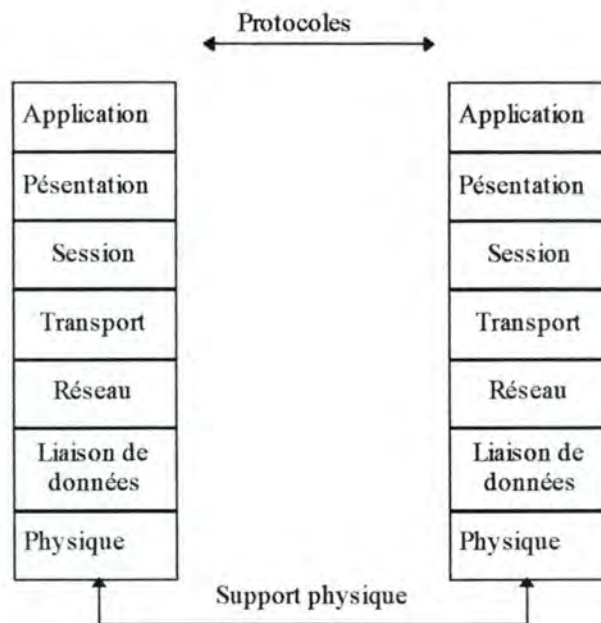 Protocoles
Application
Pésentation
Session
Transport
Réseau
Liaison de
données
Physique
Application
Pésentation
Session
Transport
Réseau
Liaison de
données
Physique
Support physique